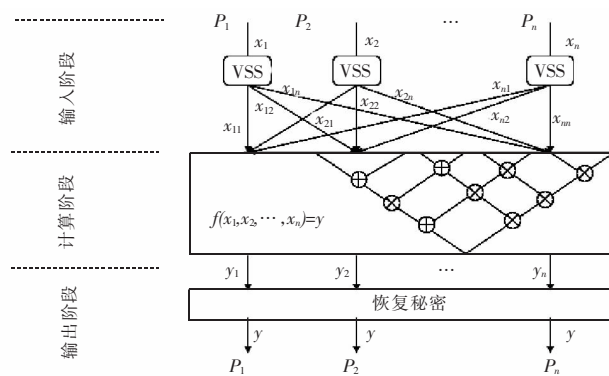 P1 P2 … Pn
x1 x2 xn
VSS VSS VSS
输入阶段
x1n x2n xn1
x12 x21 x22 xn2
x11 xnn
计算阶段
f(x1,x2,…,xn)=y
y1 y2 … yn
输出阶段
恢复秘密
y y y
P1 P2 Pn